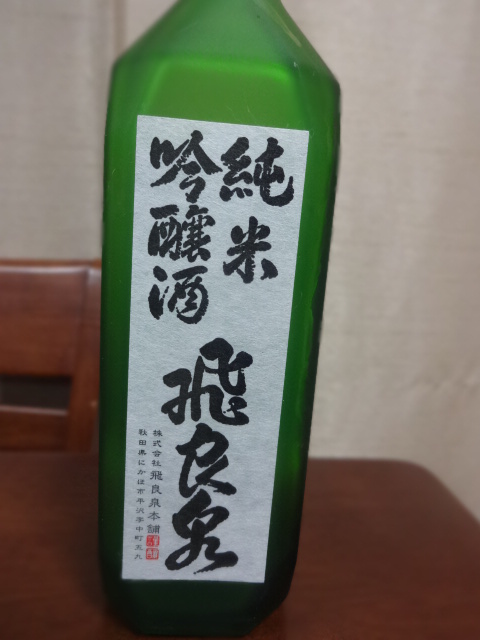 純米
吟醸酒
飛良泉
株式会社飛良泉本舗
秋田県にかほ市平沢字中町五九